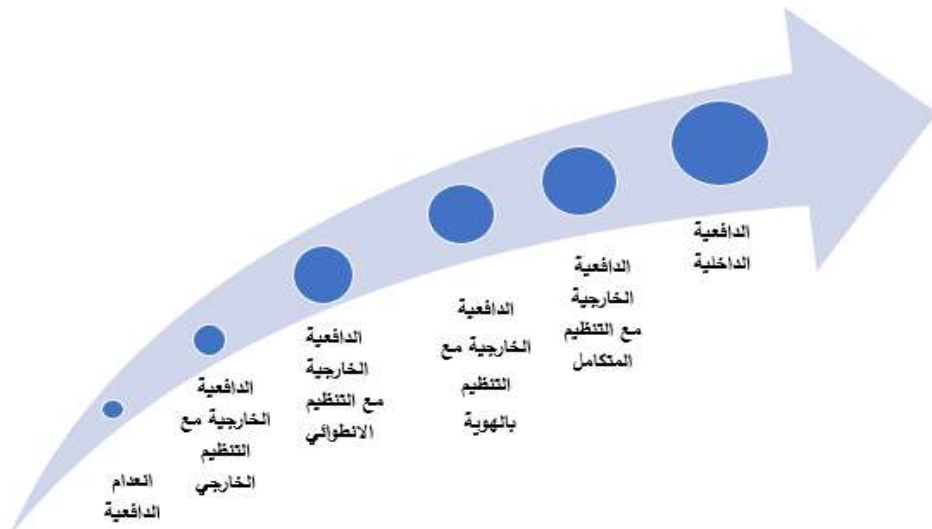 انعدام
الدافعية
الدافعية
الخارجية مع
التنظيم
الخارجي
الدافعية
الخارجية
مع التنظيم
الانطوائي
الدافعية
الخارجية مع
التنظيم
بالهوية
الدافعية
الخارجية
مع التنظيم
المتكامل
الدافعية
الداخلية